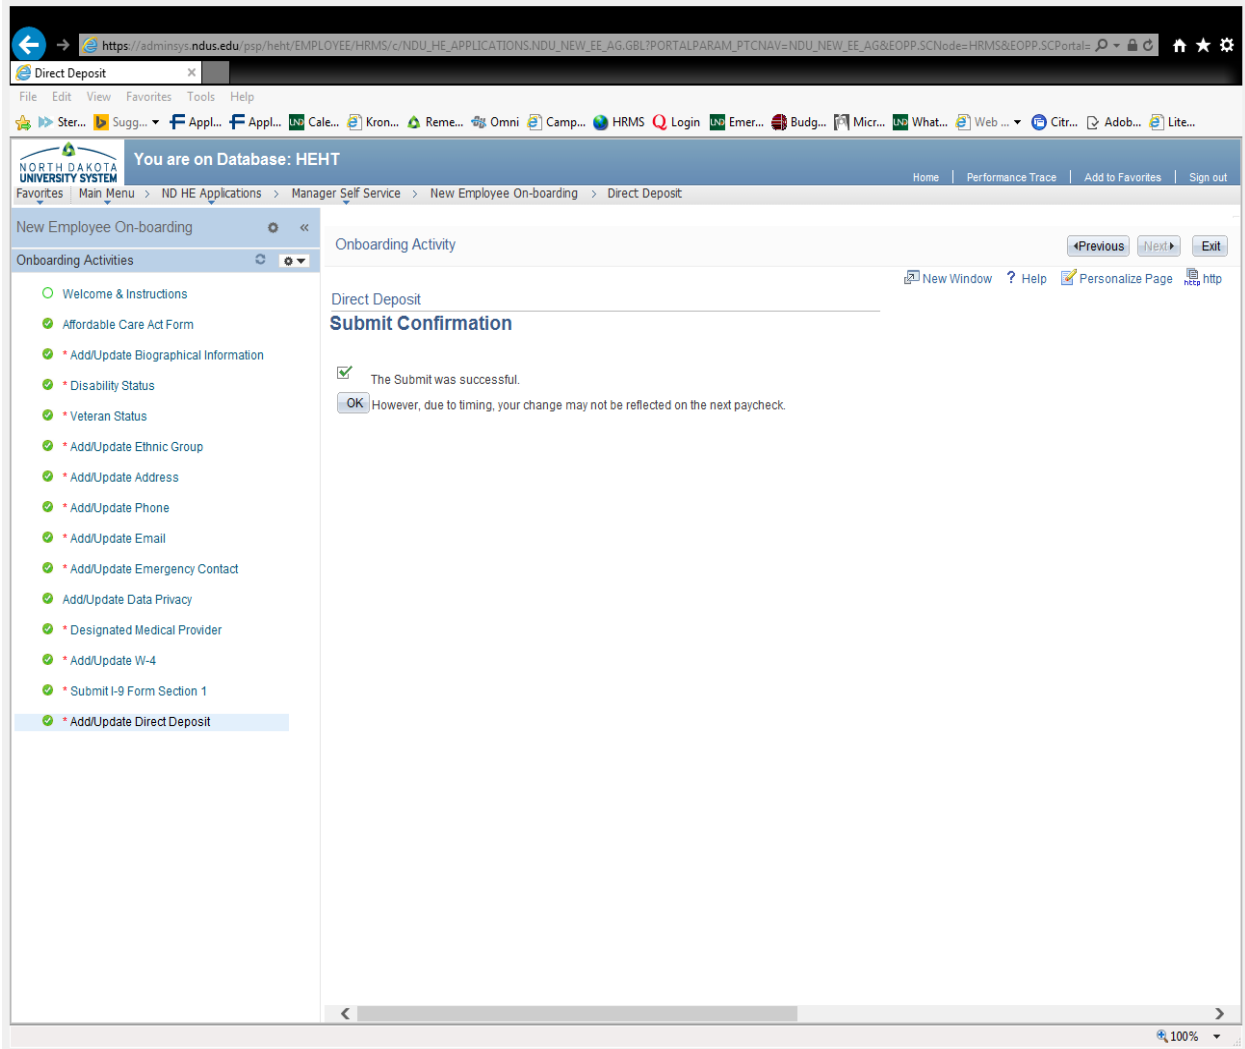 https://adminsys.ndus.edu/psp/heht/EMPLOYEE/HRMS/c/NDU_HE_APPLICATIONS.NDU_NEW_EE_AG.GBL?PORTALPARAM_PTCNAV=NDU_NEW_EE_AG&EOPP.SCNode=HRMS&EOPP.SCPortal=
Direct Deposit
File Edit View Favorites Tools Help
Ster... Sugg... Appl... Appl... UND Cale... Kron... Reme... Omni Camp... HRMS Login UND Emer... Budg... Micr... UND What... Web ... Citr... Adob... Lite...
NORTH DAKOTA
UNIVERSITY SYSTEM
You are on Database: HEHT
Home | Performance Trace | Add to Favorites | Sign out
Favorites | Main Menu > ND HE Applications > Manager Self Service > New Employee On-boarding > Direct Deposit
New Employee On-boarding «
Onboarding Activities
Welcome & Instructions
Affordable Care Act Form
* Add/Update Biographical Information
* Disability Status
* Veteran Status
* Add/Update Ethnic Group
* Add/Update Address
* Add/Update Phone
* Add/Update Email
* Add/Update Emergency Contact
Add/Update Data Privacy
* Designated Medical Provider
* Add/Update W-4
* Submit I-9 Form Section 1
* Add/Update Direct Deposit
Onboarding Activity
Previous Next Exit
New Window ? Help Personalize Page http
Direct Deposit
Submit Confirmation
The Submit was successful.
OK However, due to timing, your change may not be reflected on the next paycheck.
100%